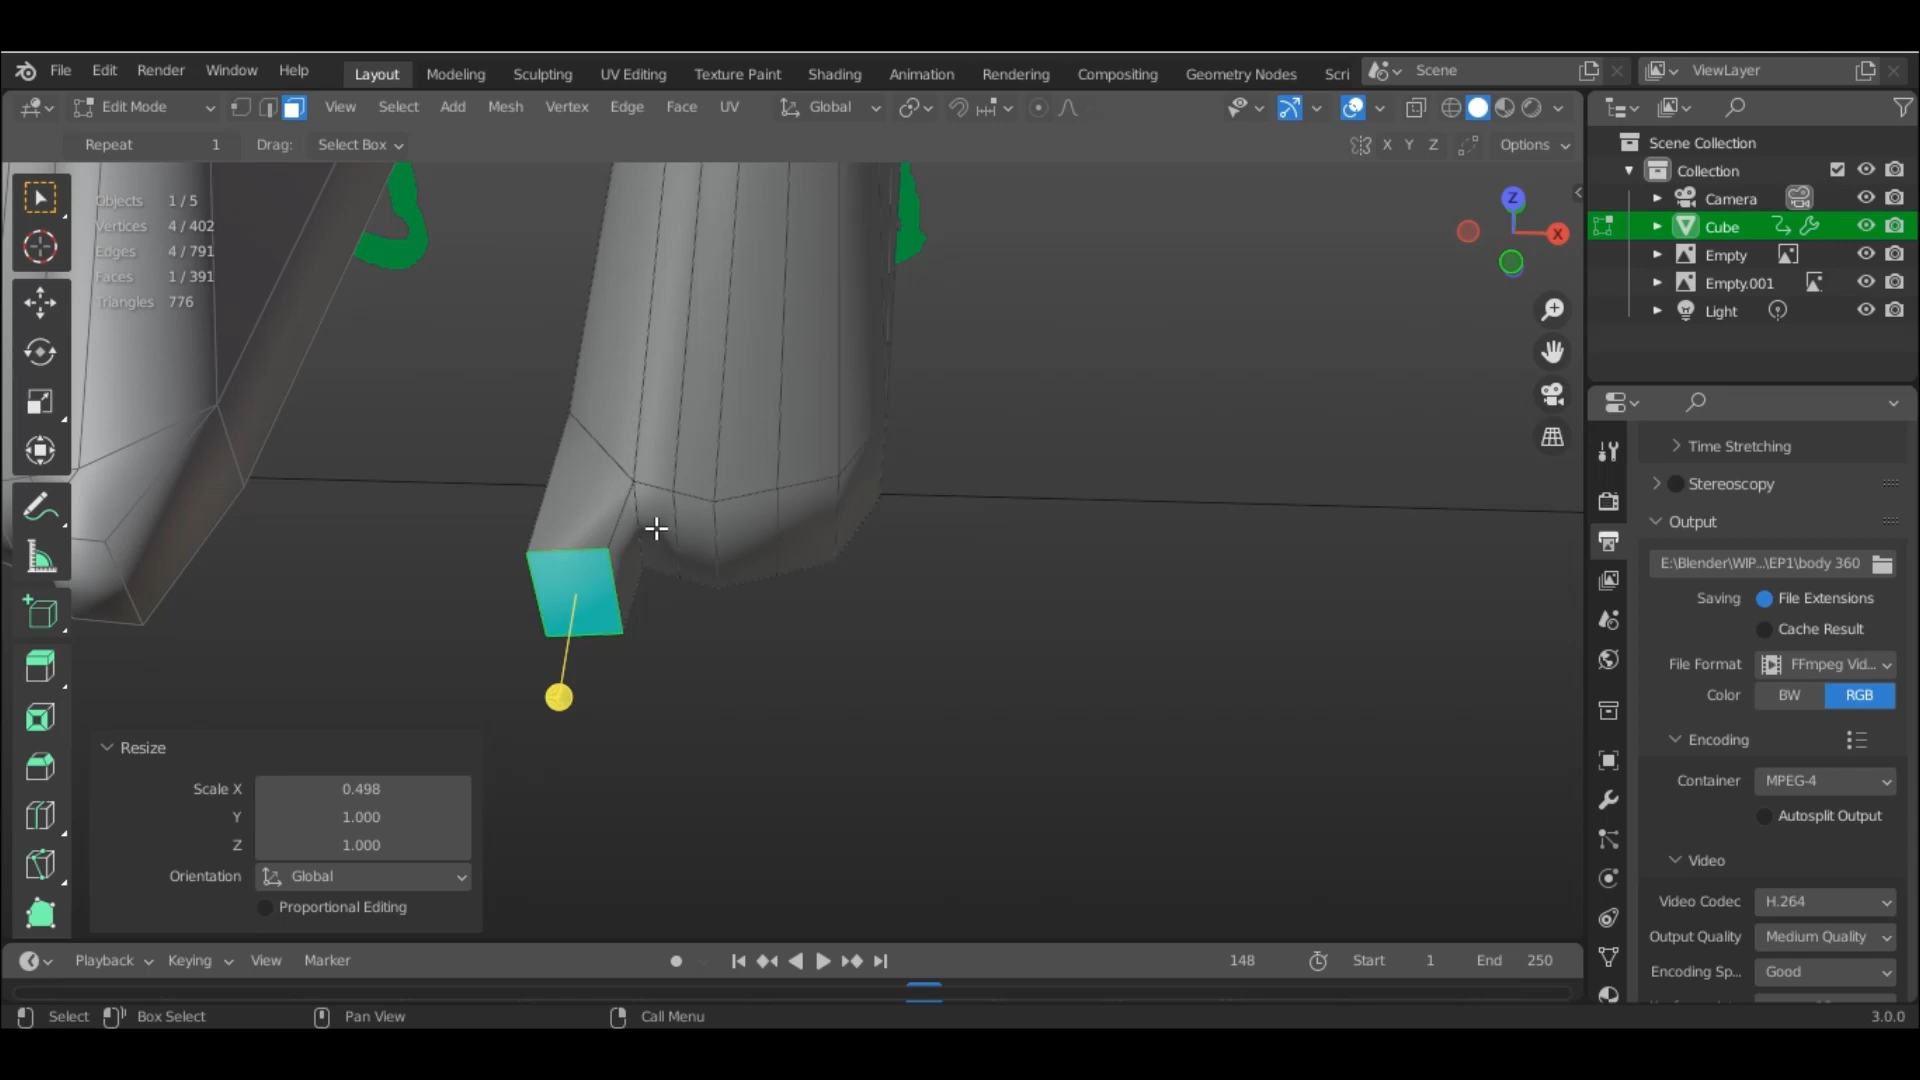 File Edit Render Window Help Layout Modeling Sculpting UV Editing Texture Paint Shading Animation Rendering Compositing Geometry Nodes Scri Scene ViewLayer
Edit Mode View Select Add Mesh Vertex Edge Face UV Global
Repeat 1 Drag: Select Box X Y Z Options
Objects 1 / 5
Vertices 4 / 402
Edges 4 / 791
Faces 1 / 391
Triangles 776
Z
X
Scene Collection
Collection
Camera
Cube
Empty
Empty.001
Light
Time Stretching
Stereoscopy
Output
E:\Blender\WIP...\EP1\body 360
Saving File Extensions
Cache Result
File Format FFmpeg Vid...
Color BW RGB
Encoding
Container MPEG-4
Autosplit Output
Video
Video Codec H.264
Output Quality Medium Quality
Encoding Sp... Good
Resize
Scale X 0.498
Y 1.000
Z 1.000
Orientation Global
Proportional Editing
Playback Keying View Marker 148 Start 1 End 250
Select Box Select Pan View Call Menu 3.0.0